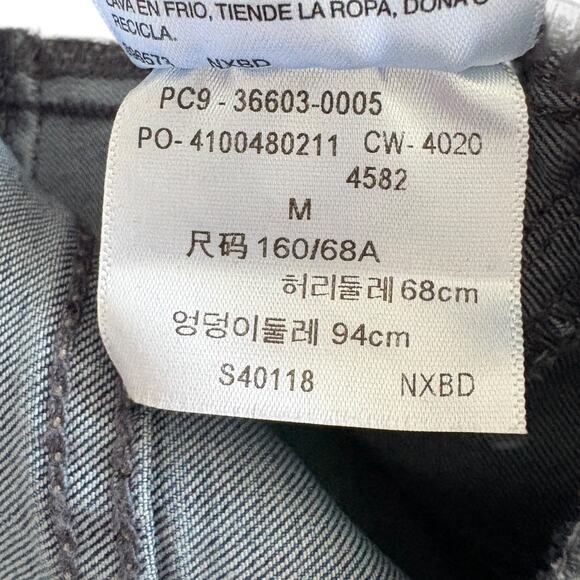 LAVA EN FRIO, TIENDE LA ROPA, DONA O
RECICLA.
NXBD
PC9 - 36603-0005
PO- 4100480211 CW- 4020
4582
M
尺码 160/68A
허리둘레 68cm
엉덩이둘레 94cm
S40118 NXBD